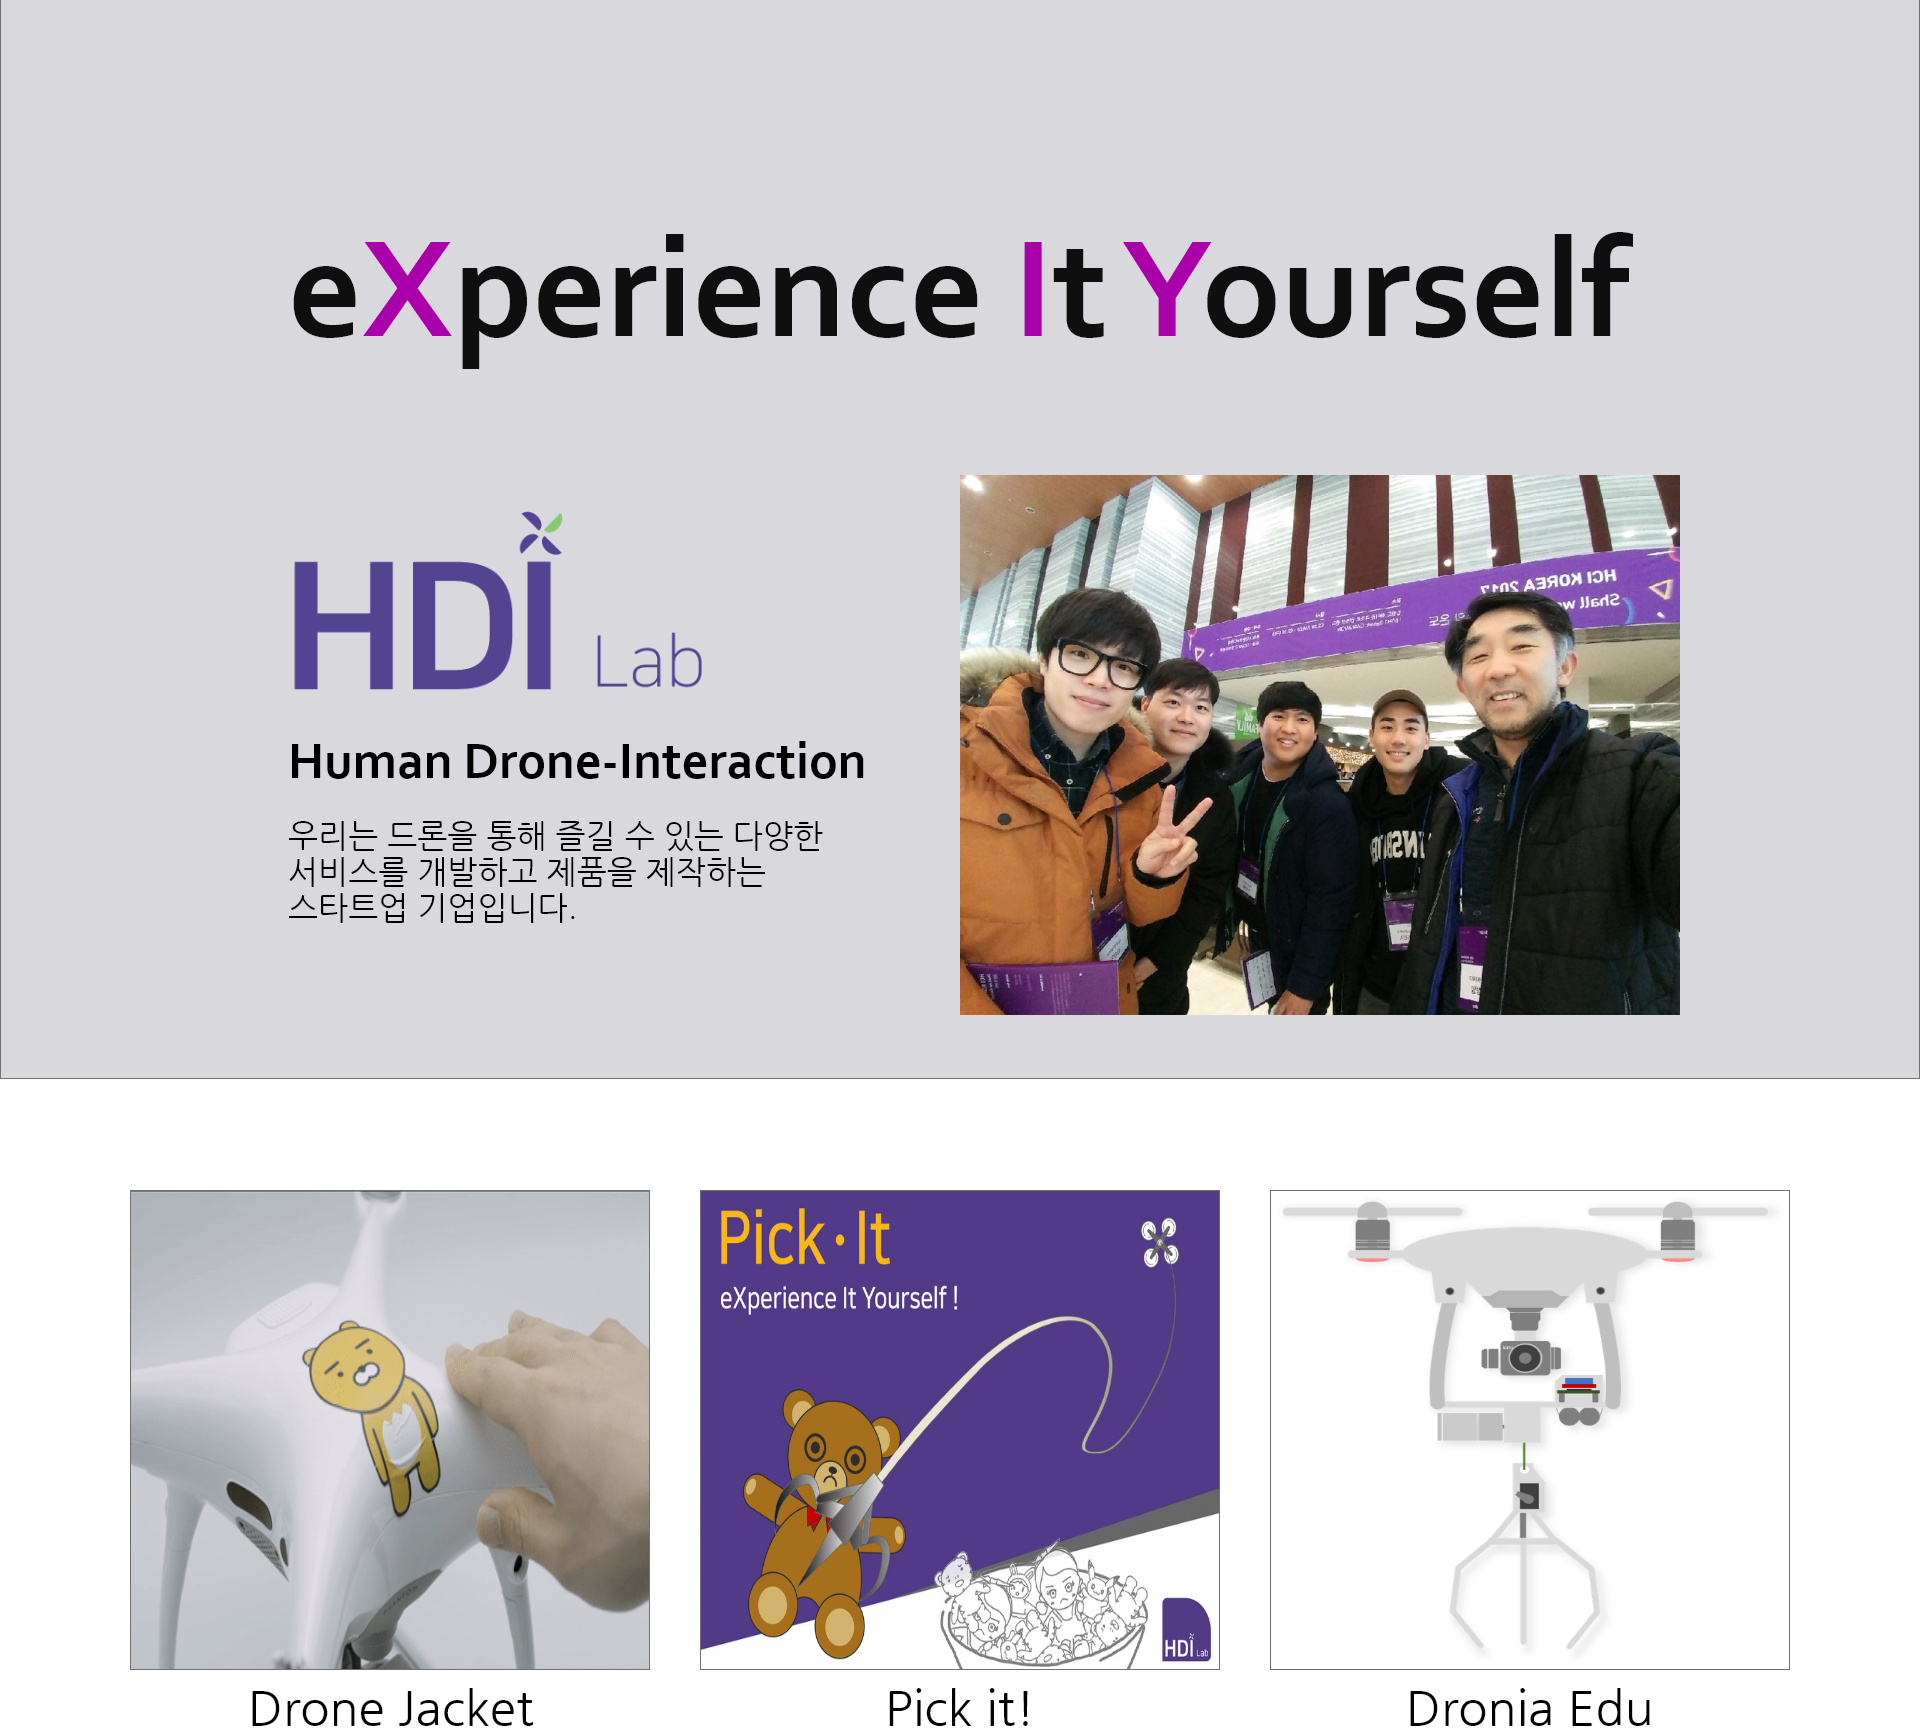 eXperience It Yourself
HDI Lab
Human Drone-Interaction
우리는 드론을 통해 즐길 수 있는 다양한
서비스를 개발하고 제품을 제작하는
스타트업 기업입니다.
HCI KOREA 2017
Shall we
Pick·It
eXperience It Yourself !
HDI Lab
PHANTOM
Drone Jacket
Pick it!
Dronia Edu